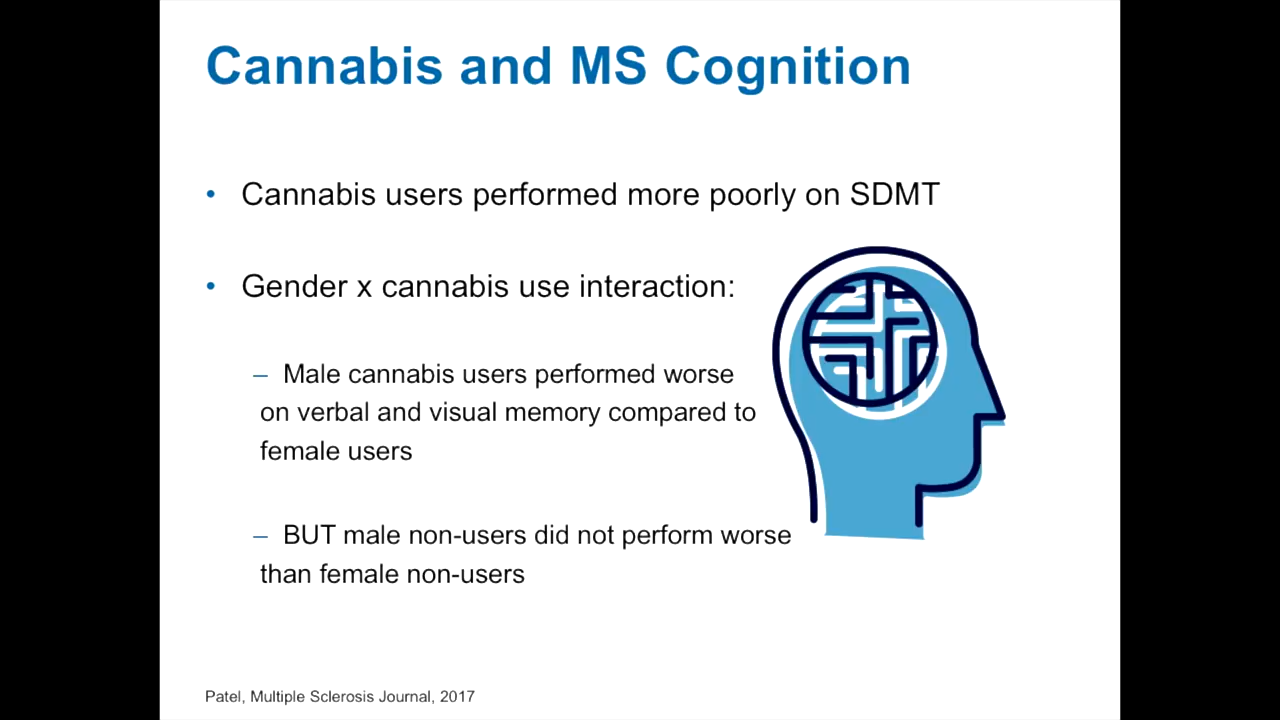 Cannabis and MS Cognition
• Cannabis users performed more poorly on SDMT
• Gender x cannabis use interaction:
– Male cannabis users performed worse
on verbal and visual memory compared to
female users
– BUT male non-users did not perform worse
than female non-users
Patel, Multiple Sclerosis Journal, 2017